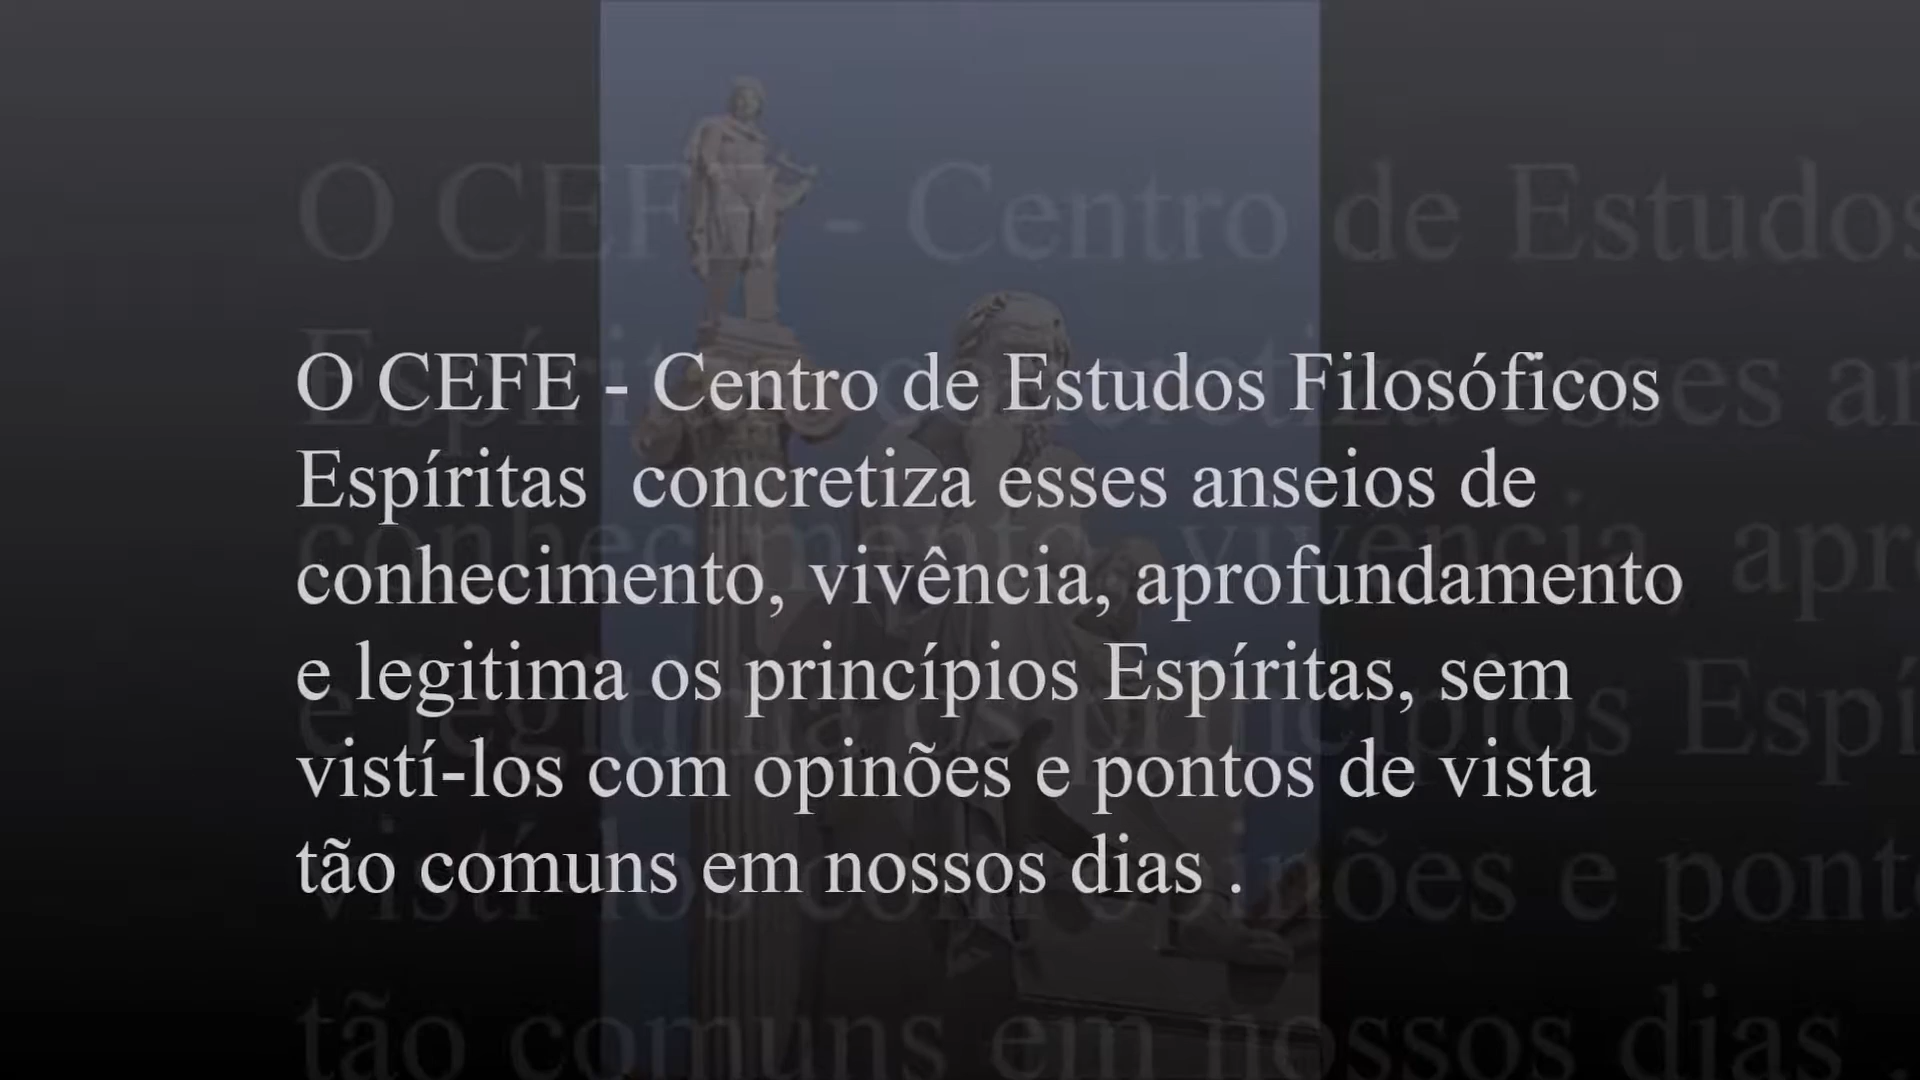 O CEFE - Centro de Estudos Filosóficos
Espíritas concretiza esses anseios de
conhecimento, vivência, aprofundamento
e legitima os princípios Espíritas, sem
vistí-los com opinões e pontos de vista
tão comuns em nossos dias .